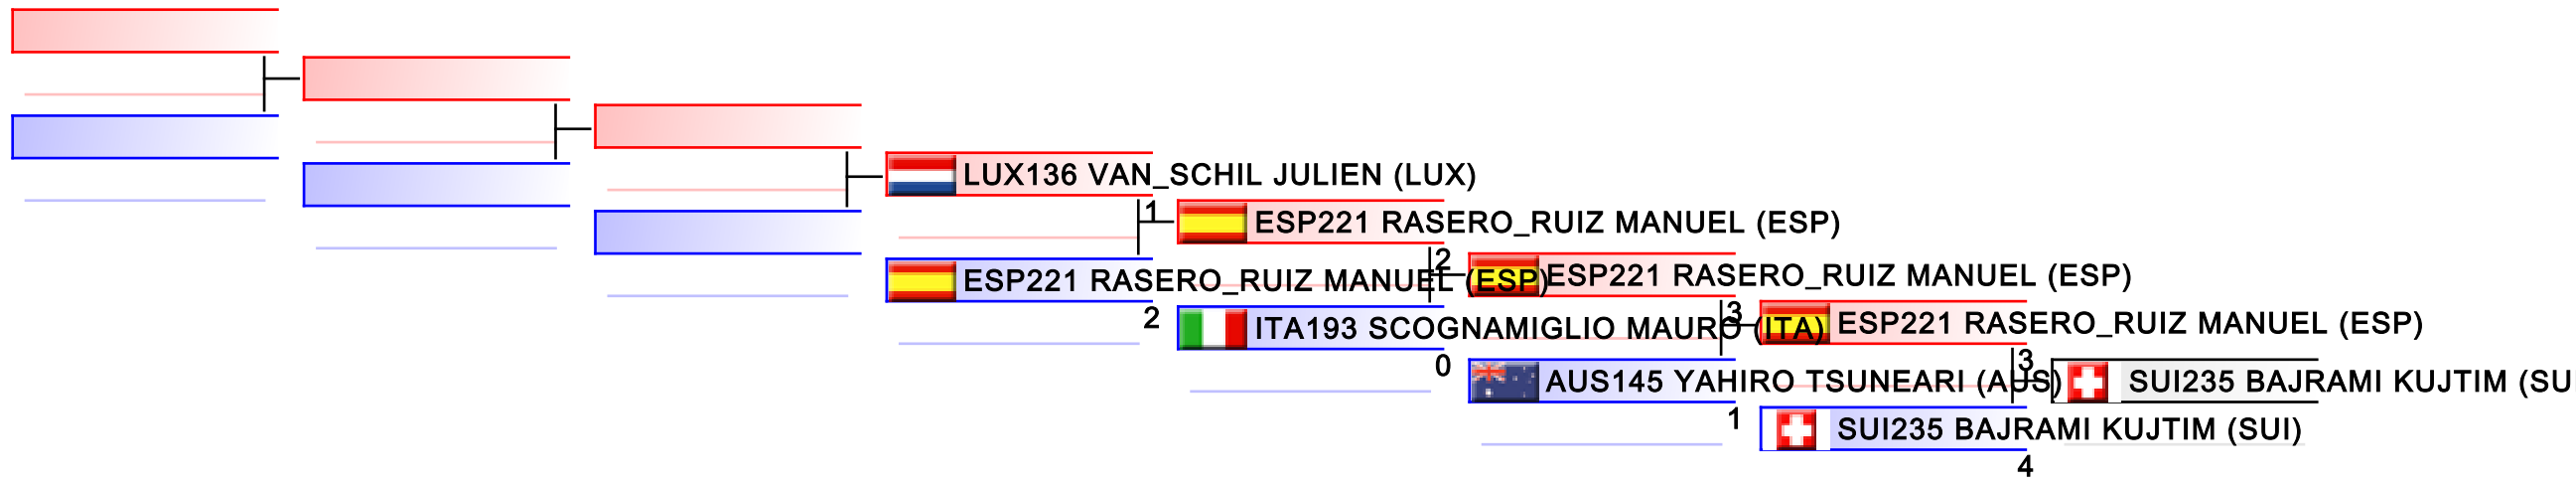 LUX136 VAN_SCHIL JULIEN (LUX)
1
ESP221 RASERO_RUIZ MANUEL (ESP)
2
ESP221 RASERO_RUIZ MANUEL (ESP)
2
ESP221 RASERO_RUIZ MANUEL (ESP)
3
ITA193 SCOGNAMIGLIO MAURO (ITA)
0
ESP221 RASERO_RUIZ MANUEL (ESP)
3
AUS145 YAHIRO TSUNEARI (AUS)
1
SUI235 BAJRAMI KUJTIM (SU
SUI235 BAJRAMI KUJTIM (SUI)
4